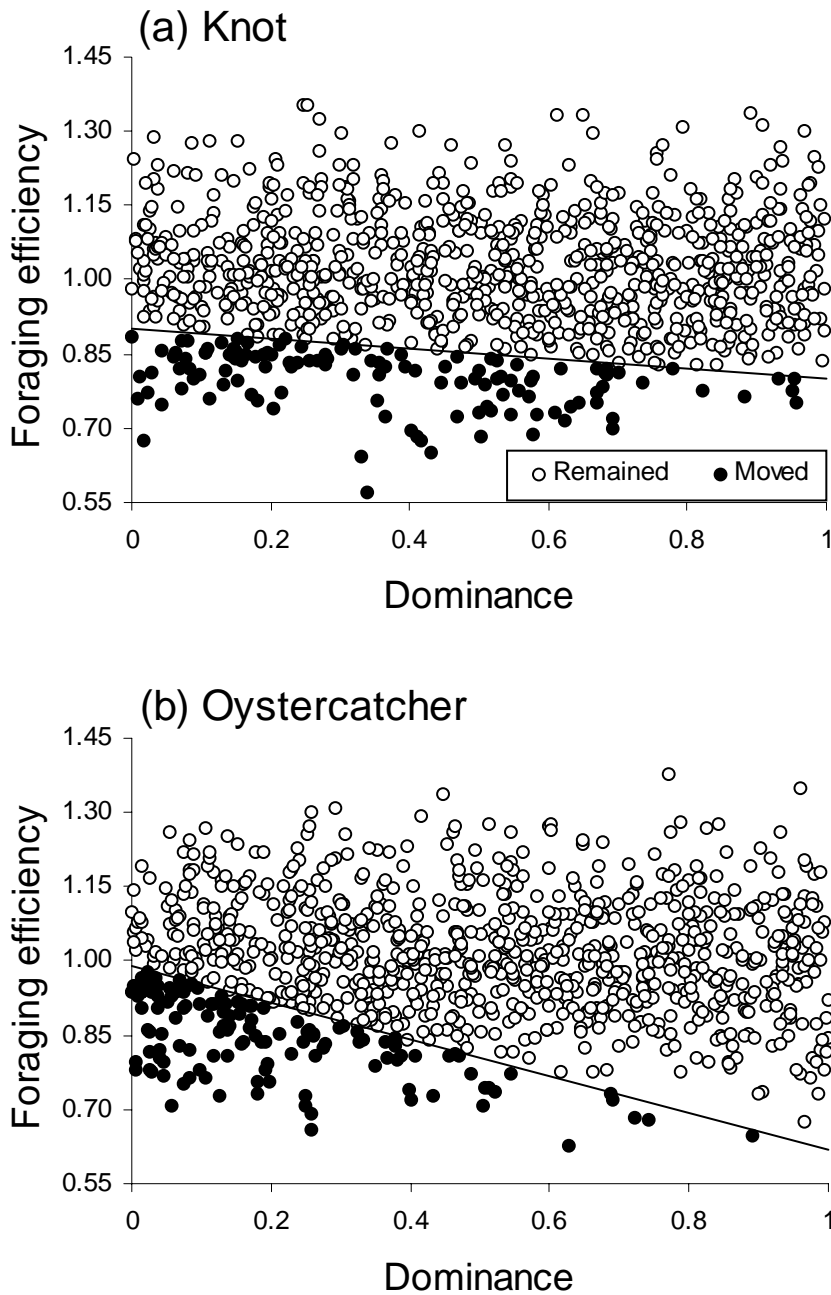 (a) Knot
1.45
1.30
1.15
1.00
0.85
0.70
0.55
Foraging efficiency
Remained Moved
0 0.2 0.4 0.6 0.8 1
Dominance
(b) Oystercatcher
1.45
1.30
1.15
1.00
0.85
0.70
0.55
Foraging efficiency
0 0.2 0.4 0.6 0.8 1
Dominance